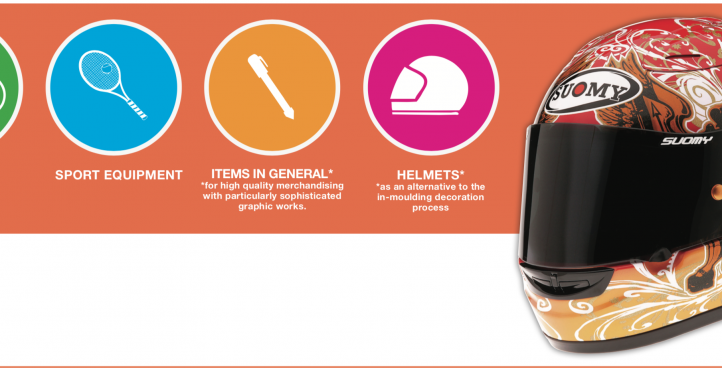 SUOMY
SUOMY
SPORT EQUIPMENT
ITEMS IN GENERAL*
*for high quality merchandising
with particularly sophisticated
graphic works.
HELMETS*
*as an alternative to the
in-moulding decoration
process